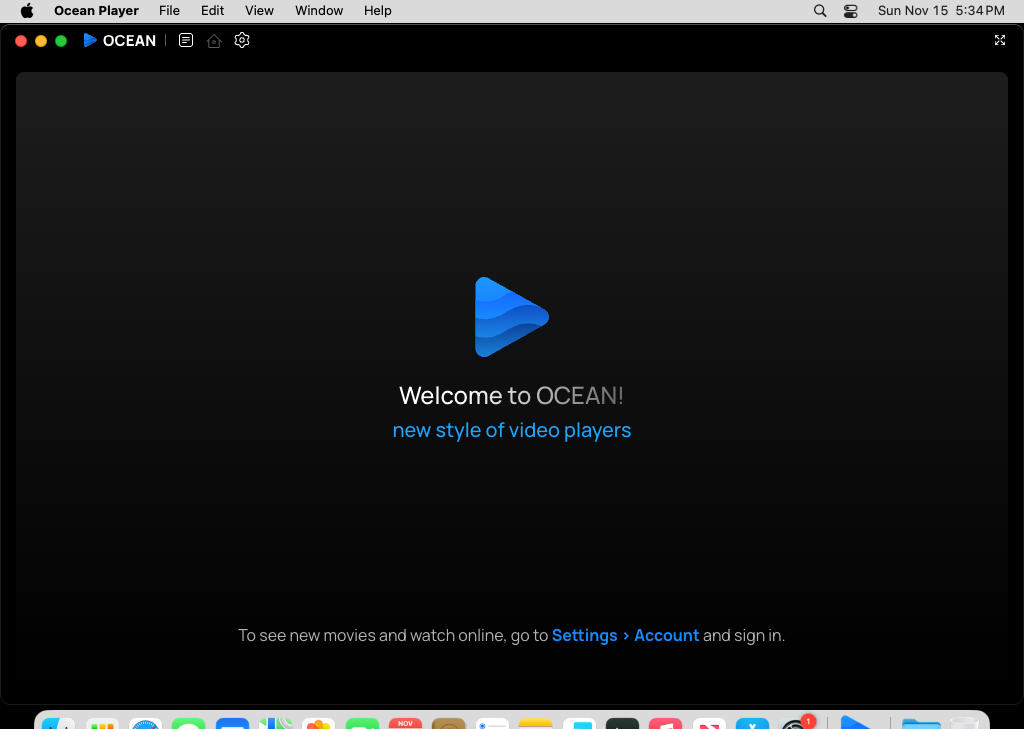 Ocean Player File Edit View Window Help Sun Nov 15 5:34 PM
OCEAN
Welcome to OCEAN!
new style of video players
To see new movies and watch online, go to Settings > Account and sign in.
NOV
1